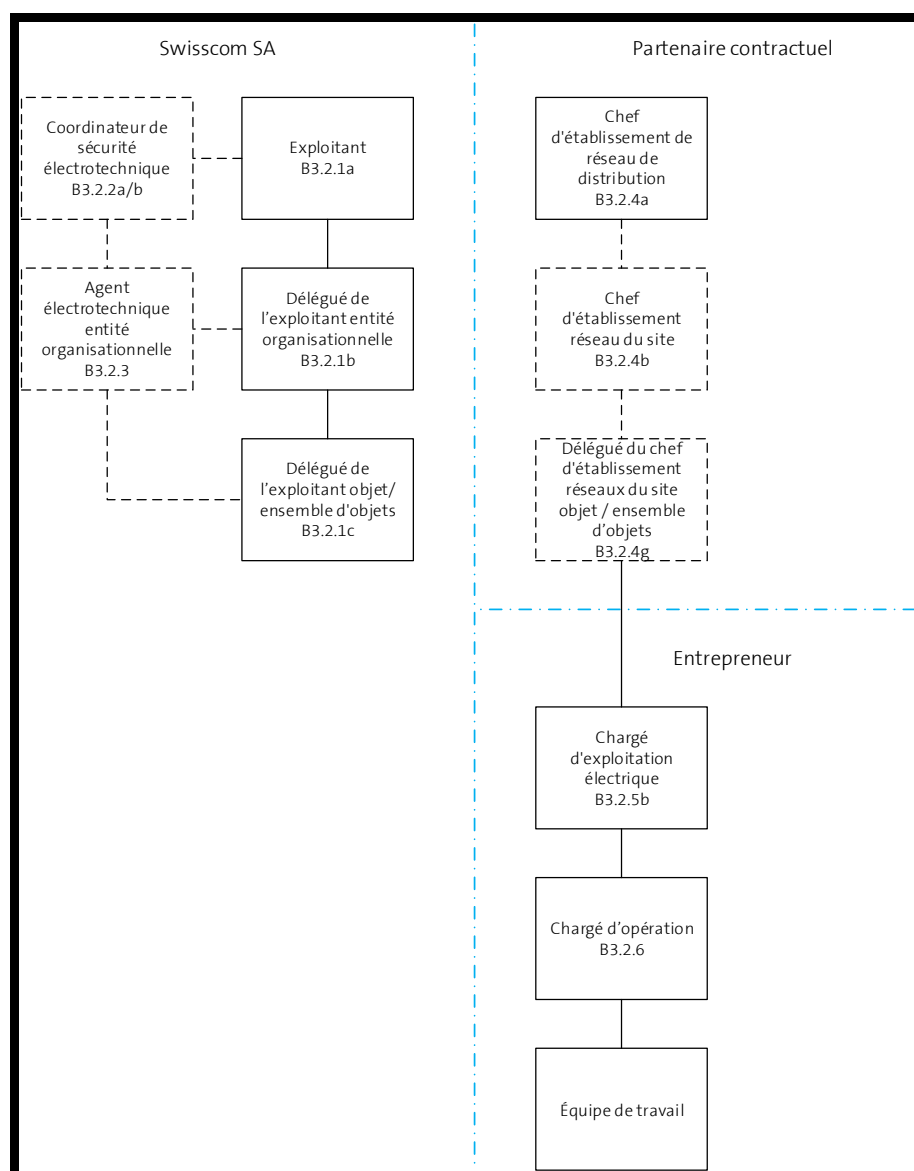 Swisscom SA
Partenaire contractuel
Coordinateur de
sécurité
électrotechnique
B3.2.2a/b
Exploitant
B3.2.1a
Chef
d'établissement de
réseau de
distribution
B3.2.4a
Agent
électrotechnique
entité
organisationnelle
B3.2.3
Délégué de
l’exploitant entité
organisationnelle
B3.2.1b
Chef
d'établissement
réseau du site
B3.2.4b
Délégué de
l’exploitant objet/
ensemble d'objets
B3.2.1c
Délégué du chef
d'établissement
réseaux du site
objet / ensemble
d’objets
B3.2.4g
Entrepreneur
Chargé
d'exploitation
électrique
B3.2.5b
Chargé d’opération
B3.2.6
Équipe de travail